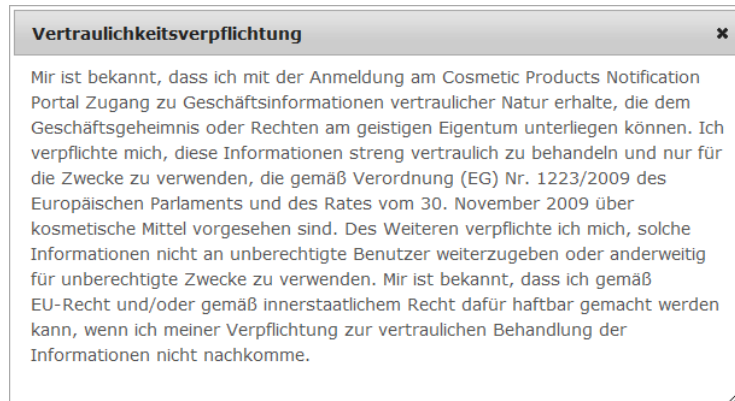 Vertraulichkeitsverpflichtung
Mir ist bekannt, dass ich mit der Anmeldung am Cosmetic Products Notification
Portal Zugang zu Geschäftsinformationen vertraulicher Natur erhalte, die dem
Geschäftsgeheimnis oder Rechten am geistigen Eigentum unterliegen können. Ich
verpflichte mich, diese Informationen streng vertraulich zu behandeln und nur für
die Zwecke zu verwenden, die gemäß Verordnung (EG) Nr. 1223/2009 des
Europäischen Parlaments und des Rates vom 30. November 2009 über
kosmetische Mittel vorgesehen sind. Des Weiteren verpflichte ich mich, solche
Informationen nicht an unberechtigte Benutzer weiterzugeben oder anderweitig
für unberechtigte Zwecke zu verwenden. Mir ist bekannt, dass ich gemäß
EU-Recht und/oder gemäß innerstaatlichem Recht dafür haftbar gemacht werden
kann, wenn ich meiner Verpflichtung zur vertraulichen Behandlung der
Informationen nicht nachkomme.